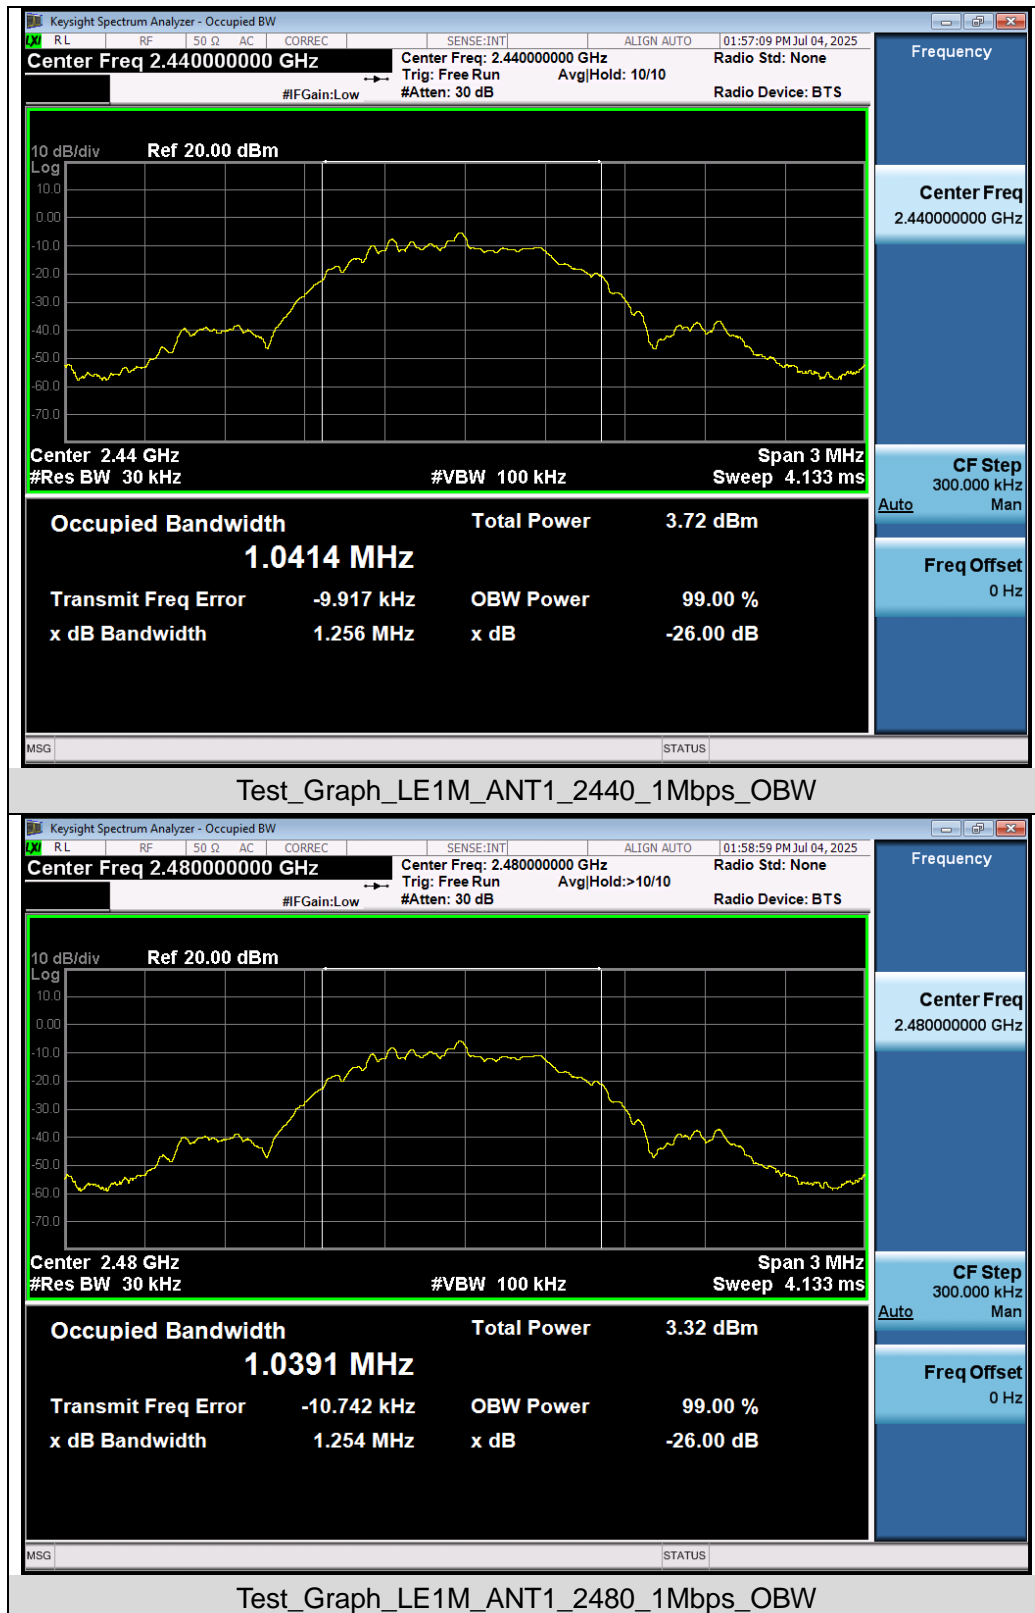 Keysight Spectrum Analyzer - Occupied BW
LXI RL RF 50 Ω AC CORREC SENSE:INT ALIGN AUTO 01:57:09 PM Jul 04, 2025
Center Freq 2.440000000 GHz Center Freq: 2.440000000 GHz Radio Std: None Frequency
Trig: Free Run Avg|Hold: 10/10
#IFGain:Low #Atten: 30 dB Radio Device: BTS
10 dB/div Ref 20.00 dBm
Log
10.0
0.00
-10.0
-20.0
-30.0
-40.0
-50.0
-60.0
-70.0
Center 2.44 GHz Span 3 MHz
#Res BW 30 kHz #VBW 100 kHz Sweep 4.133 ms
Center Freq
2.440000000 GHz
CF Step
300.000 kHz
Auto Man
Freq Offset
0 Hz
Occupied Bandwidth Total Power 3.72 dBm
1.0414 MHz
Transmit Freq Error -9.917 kHz OBW Power 99.00 %
x dB Bandwidth 1.256 MHz x dB -26.00 dB
MSG STATUS
Test_Graph_LE1M_ANT1_2440_1Mbps_OBW
Keysight Spectrum Analyzer - Occupied BW
LXI RL RF 50 Ω AC CORREC SENSE:INT ALIGN AUTO 01:58:59 PM Jul 04, 2025
Center Freq 2.480000000 GHz Center Freq: 2.480000000 GHz Radio Std: None Frequency
Trig: Free Run Avg|Hold:>10/10
#IFGain:Low #Atten: 30 dB Radio Device: BTS
10 dB/div Ref 20.00 dBm
Log
10.0
0.00
-10.0
-20.0
-30.0
-40.0
-50.0
-60.0
-70.0
Center 2.48 GHz Span 3 MHz
#Res BW 30 kHz #VBW 100 kHz Sweep 4.133 ms
Center Freq
2.480000000 GHz
CF Step
300.000 kHz
Auto Man
Freq Offset
0 Hz
Occupied Bandwidth Total Power 3.32 dBm
1.0391 MHz
Transmit Freq Error -10.742 kHz OBW Power 99.00 %
x dB Bandwidth 1.254 MHz x dB -26.00 dB
MSG STATUS
Test_Graph_LE1M_ANT1_2480_1Mbps_OBW